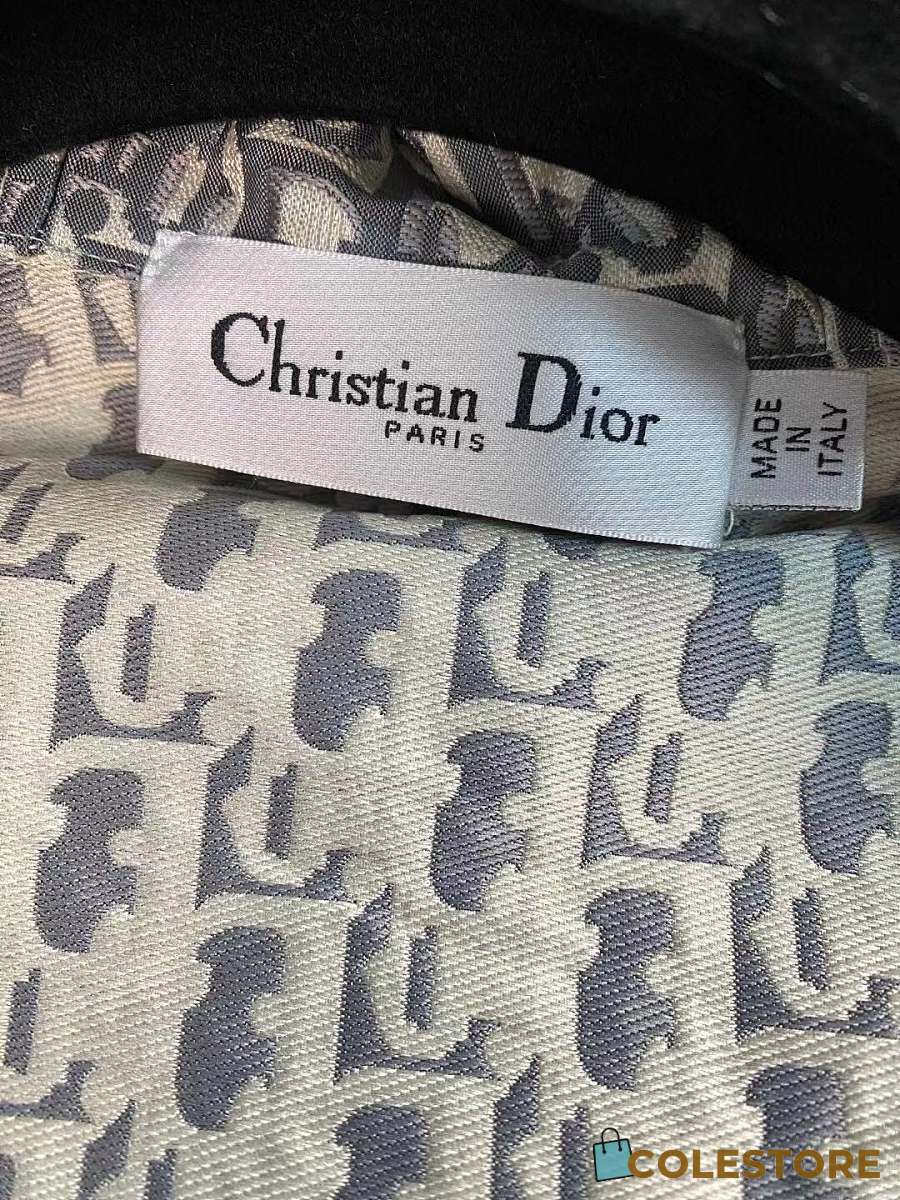 Christian Dior
PARIS
MADE
IN
ITALY
COLESTORE